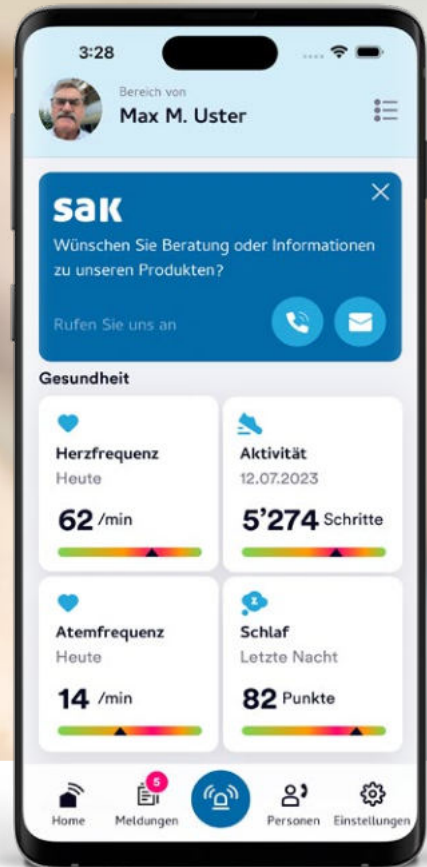 3:28
Bereich von
Max M. Uster
sak
Wünschen Sie Beratung oder Informationen
zu unseren Produkten?
Rufen Sie uns an
Gesundheit
Herzfrequenz
Heute
62 /min
Aktivität
12.07.2023
5’274 Schritte
Atemfrequenz
Heute
14 /min
Schlaf
Letzte Nacht
82 Punkte
5
Home
Meldungen
Personen
Einstellungen